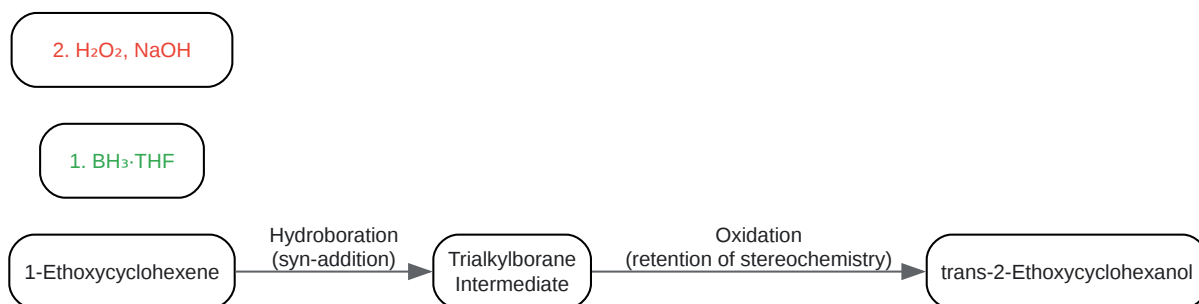 2. H₂O₂, NaOH
1. BH₃·THF
1-Ethoxycyclohexene
Hydroboration
(syn-addition)
Trialkylborane
Intermediate
Oxidation
(retention of stereochemistry)
trans-2-Ethoxycyclohexanol